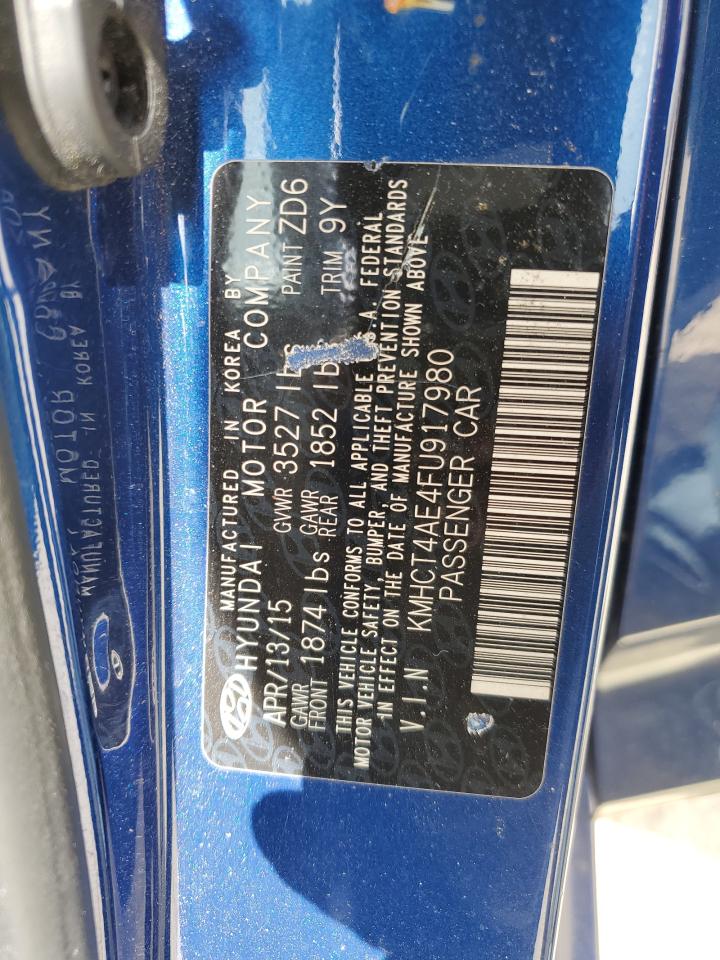 MANUFACTURED IN KOREA BY
HYUNDAI MOTOR COMPANY
APR/13/15 GVWR 3527 lbs PAINT ZD6
GAWR FRONT 1874 lbs GAWR REAR 1852 lbs TRIM 9Y
THIS VEHICLE CONFORMS TO ALL APPLICABLE U.S.A. FEDERAL
MOTOR VEHICLE SAFETY, BUMPER, AND THEFT PREVENTION STANDARDS
IN EFFECT ON THE DATE OF MANUFACTURE SHOWN ABOVE
V.I.N KMHCT4AE4FU917980
PASSENGER CAR